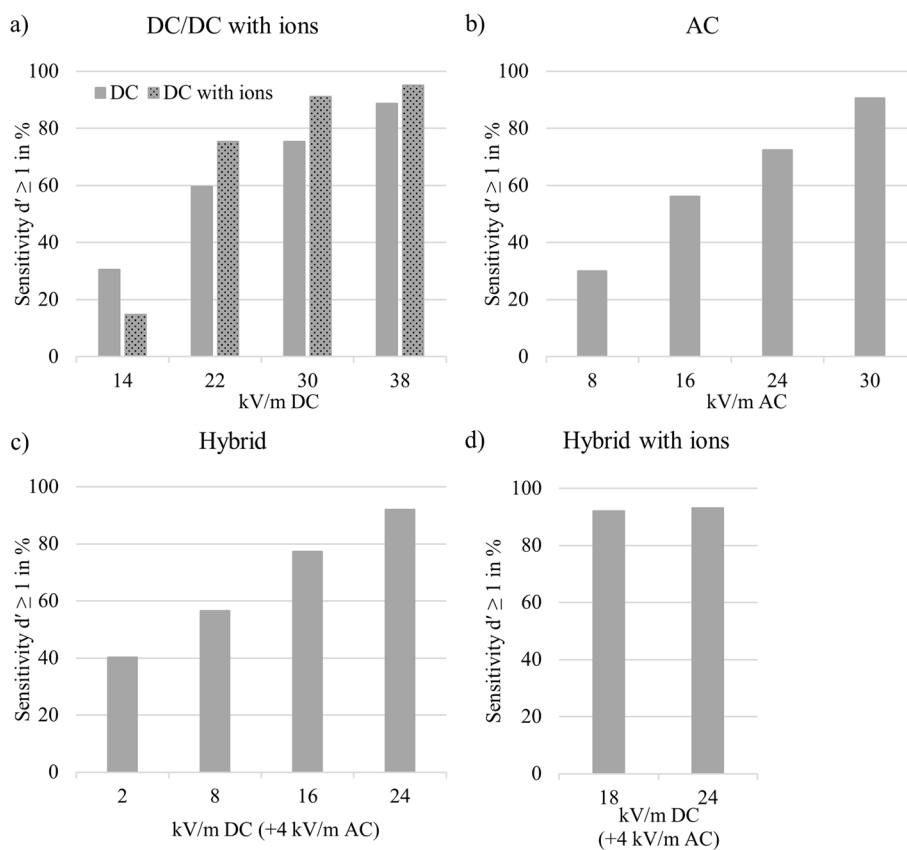 a)
DC/DC with ions
100
80
60
40
20
0
Sensitivity d′ ≥ 1 in %
DC
DC with ions
14 22 30 38
kV/m DC
b)
AC
100
80
60
40
20
0
Sensitivity d′ ≥ 1 in %
8 16 24 30
kV/m AC
c)
Hybrid
100
80
60
40
20
0
Sensitivity d′ ≥ 1 in %
2 8 16 24
kV/m DC (+4 kV/m AC)
d)
Hybrid with ions
100
80
60
40
20
0
Sensitivity d′ ≥ 1 in %
18 24
kV/m DC
(+4 kV/m AC)